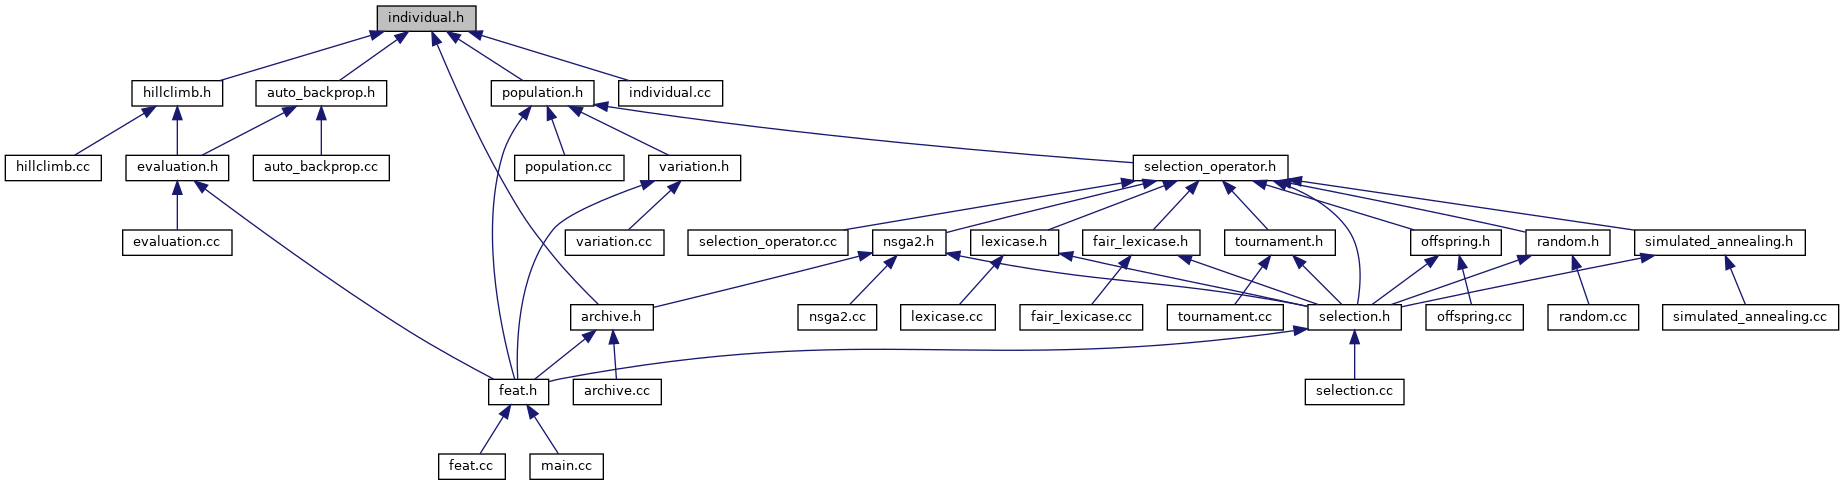 individual.h
hillclimb.h
auto_backprop.h
population.h
individual.cc
hillclimb.cc
evaluation.h
auto_backprop.cc
population.cc
variation.h
selection_operator.h
evaluation.cc
variation.cc
selection_operator.cc
nsga2.h
lexicase.h
fair_lexicase.h
tournament.h
offspring.h
random.h
simulated_annealing.h
archive.h
nsga2.cc
lexicase.cc
fair_lexicase.cc
tournament.cc
selection.h
offspring.cc
random.cc
simulated_annealing.cc
feat.h
archive.cc
selection.cc
feat.cc
main.cc